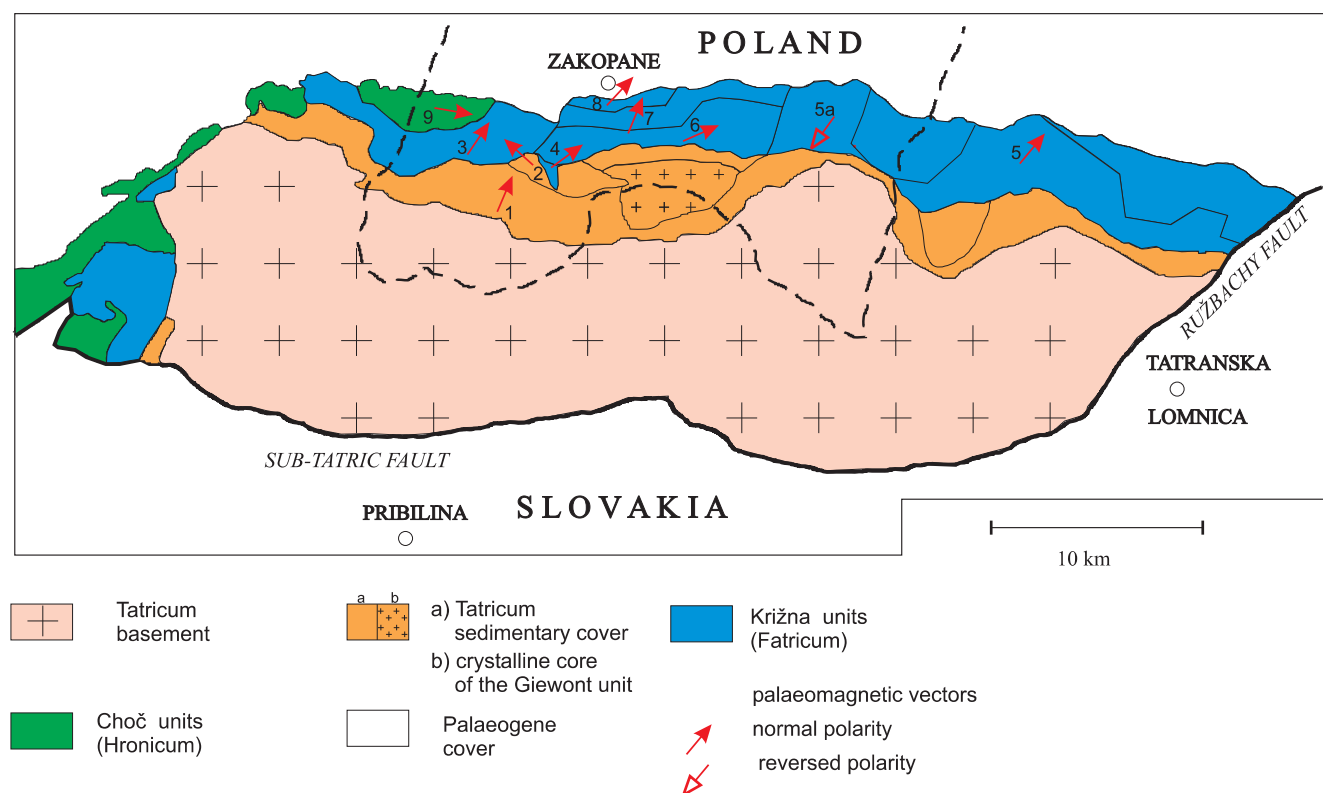 POLAND
ZAKOPANE
8
9
7
5a
6
3
4
5
2
1
RUŽBACHY FAULT
TATRANSKA
LOMNICA
SUB-TATRIC FAULT
PRIBILINA
SLOVAKIA
10 km
Tatricum
basement
a b
a) Tatricum
sedimentary cover
b) crystalline core
of the Giewont unit
Križna units
(Fatricum)
Choč units
(Hronicum)
Palaeogene
cover
palaeomagnetic vectors
normal polarity
reversed polarity